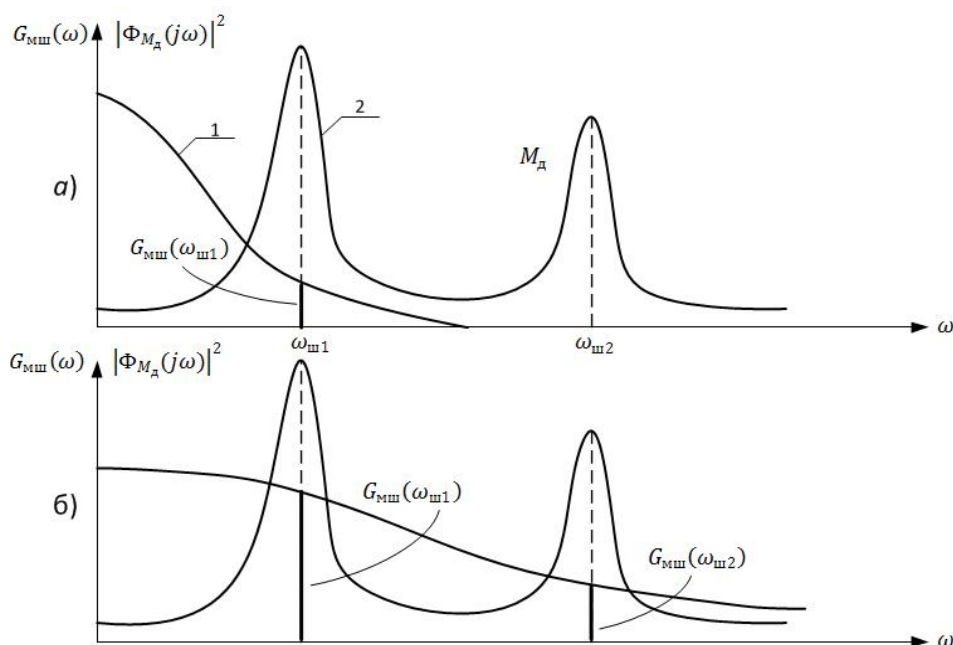 G_мш(ω) |Φ_Mд(jω)|²
1
2
M_д
а)
G_мш(ω_ш1)
ω_ш1 ω_ш2 ω
G_мш(ω) |Φ_Mд(jω)|²
б)
G_мш(ω_ш1)
G_мш(ω_ш2)
ω